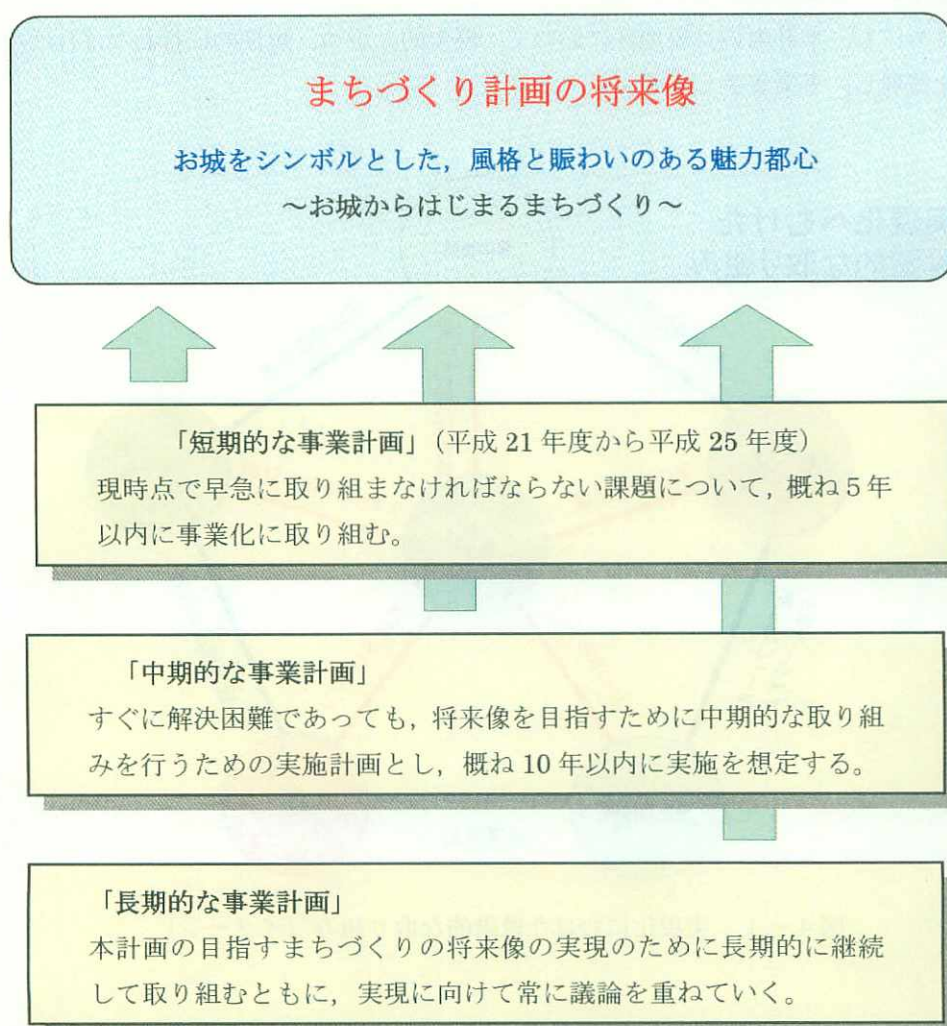 まちづくり計画の将来像
お城をシンボルとした，風格と賑わいのある魅力都心
～お城からはじまるまちづくり～
「短期的な事業計画」（平成 21 年度から平成 25 年度）
現時点で早急に取り組まなければならない課題について，概ね５年
以内に事業化に取り組む。
「中期的な事業計画」
すぐに解決困難であっても，将来像を目指すために中期的な取り組
みを行うための実施計画とし，概ね 10 年以内に実施を想定する。
「長期的な事業計画」
本計画の目指すまちづくりの将来像の実現のために長期的に継続
して取り組むともに，実現に向けて常に議論を重ねていく。